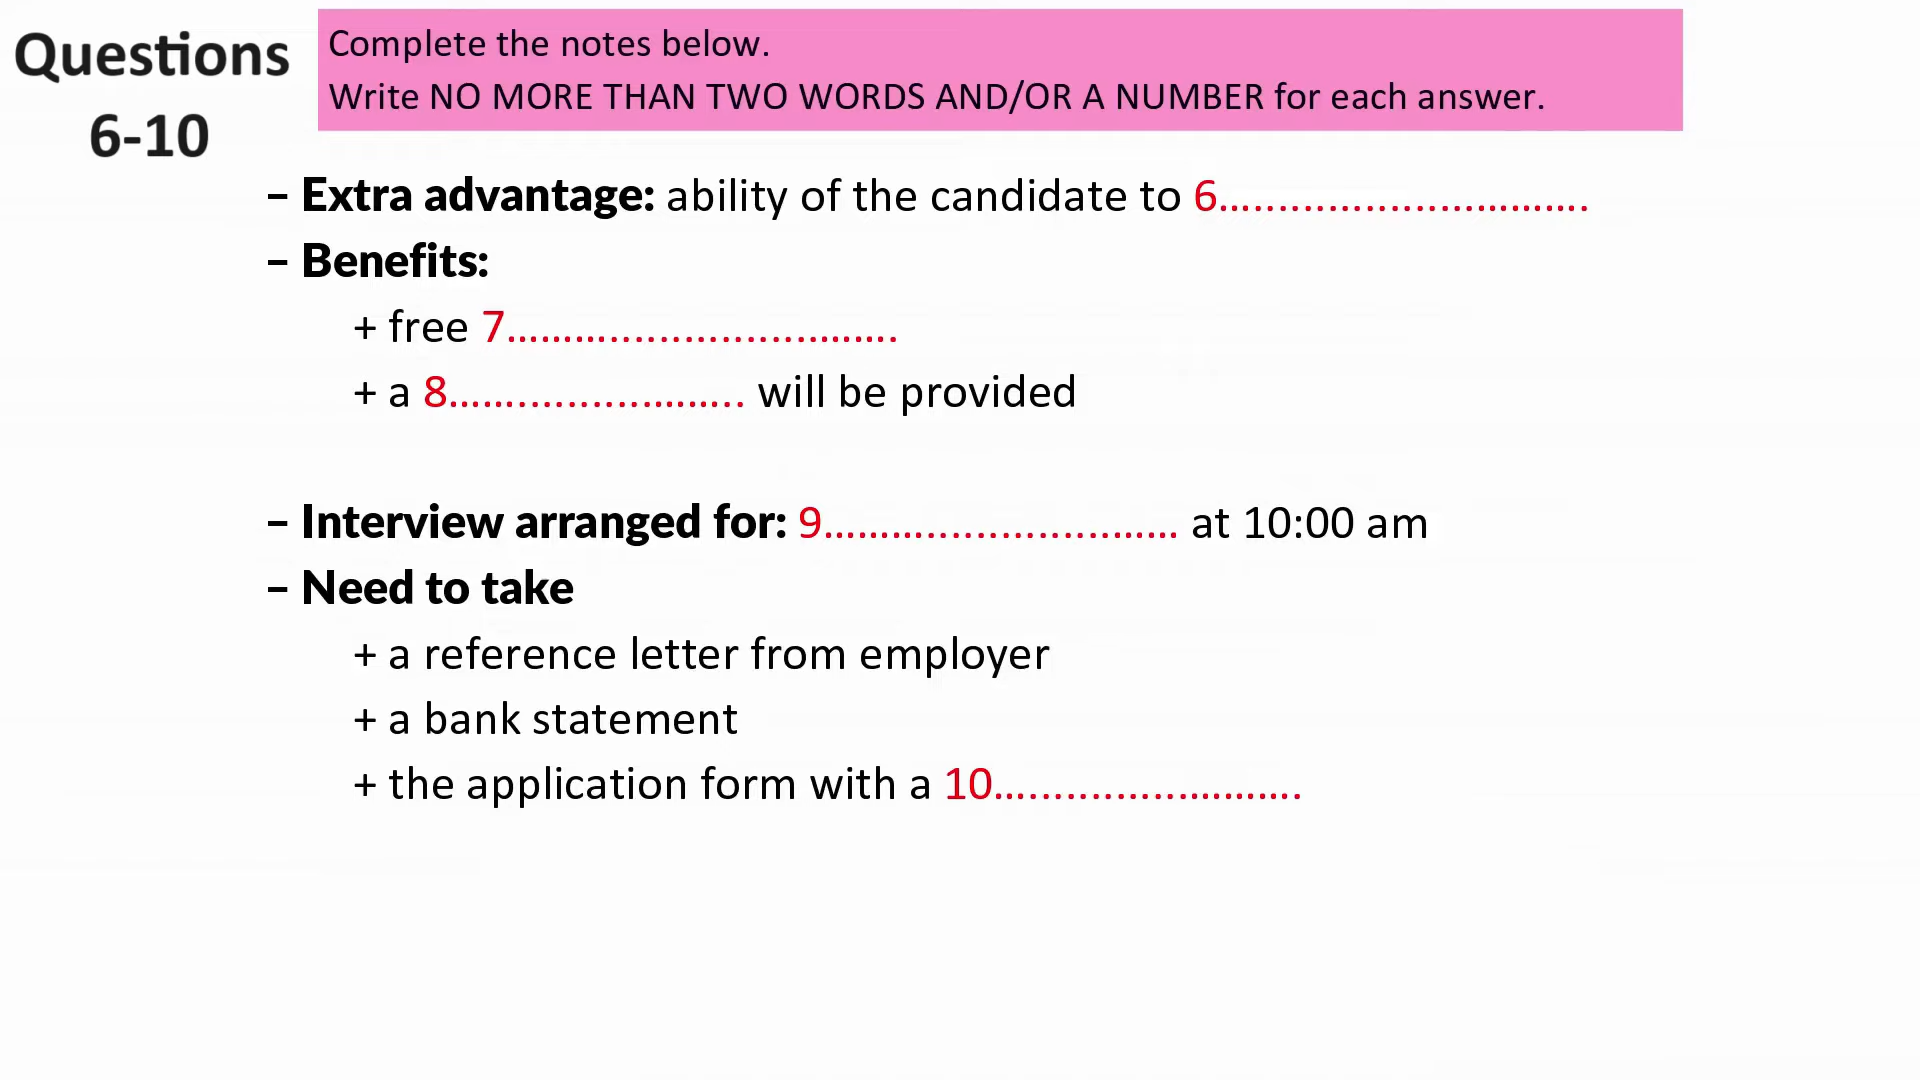 Questions
6-10
Complete the notes below.
Write NO MORE THAN TWO WORDS AND/OR A NUMBER for each answer.
– Extra advantage: ability of the candidate to 6……………………….
– Benefits:
+ free 7……………………….
+ a 8………………….. will be provided
– Interview arranged for: 9…………………….. at 10:00 am
– Need to take
+ a reference letter from employer
+ a bank statement
+ the application form with a 10…………………….